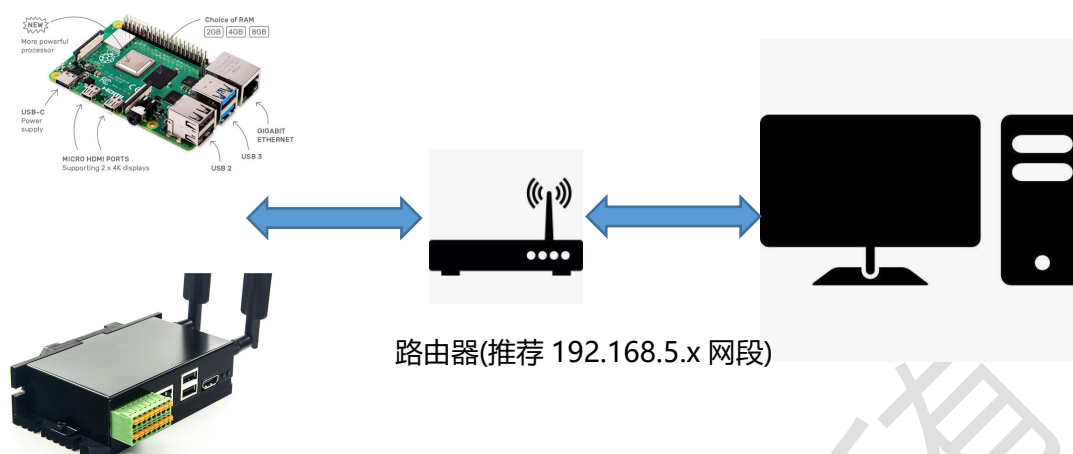 NEW
More powerful
processor
Choice of RAM
2GB 4GB 8GB
USB-C
Power
supply
MICRO HDMI PORTS
Supporting 2 x 4K displays
USB 2
USB 3
GIGABIT
ETHERNET
路由器(推荐 192.168.5.x 网段)